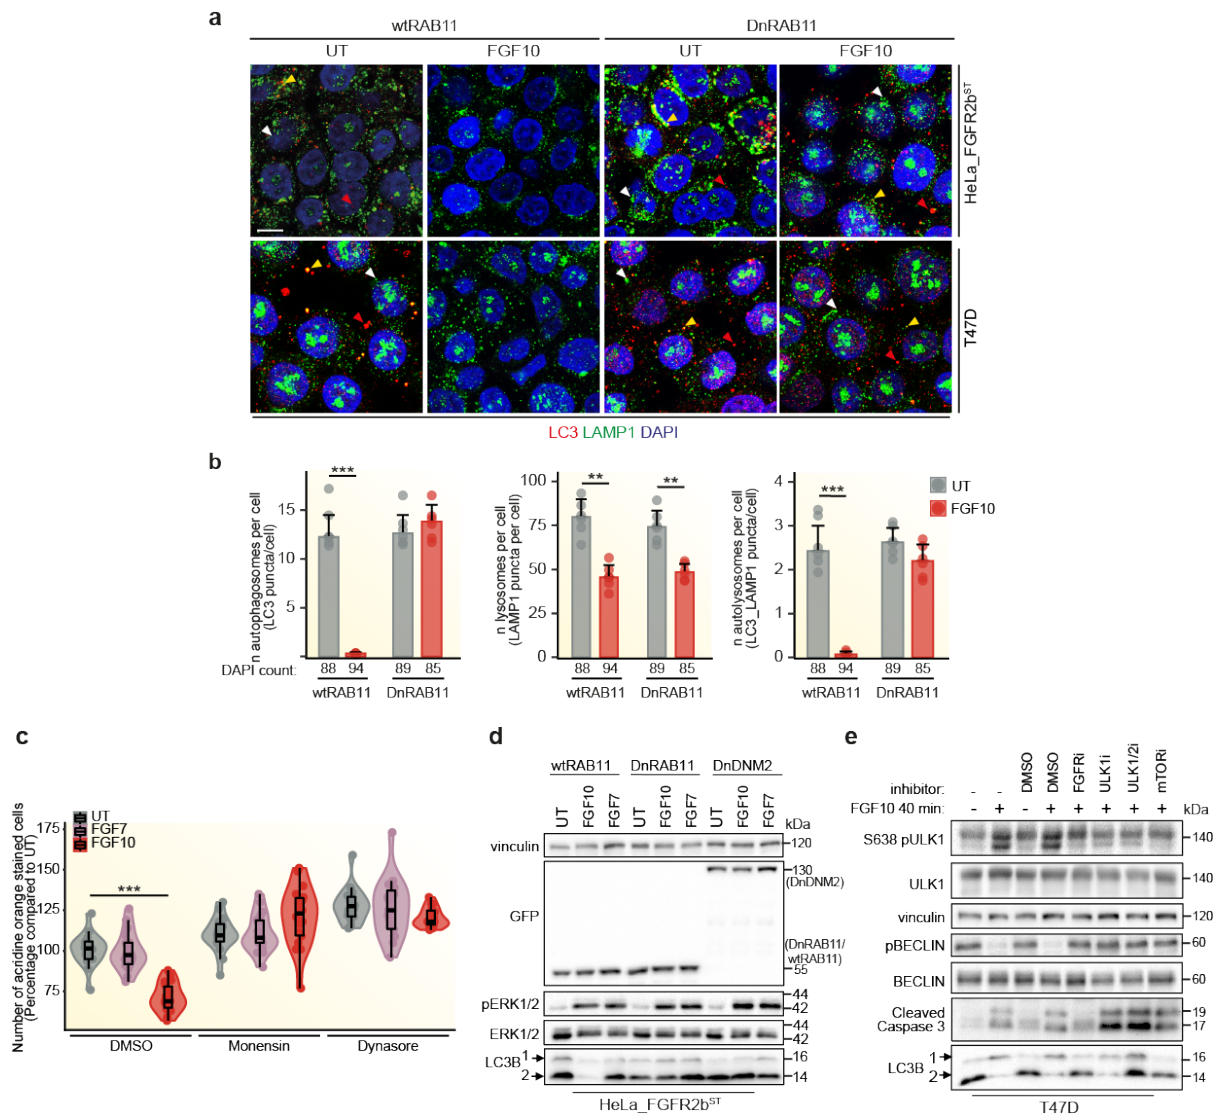 a
wtRAB11 DnRAB11
UT FGF10 UT FGF10
HeLa_FGFR2bST
T47D
LC3 LAMP1 DAPI
b
n autophagosomes per cell
(LC3 puncta/cell)
15
10
5
***
DAPI count: 88 94 89 85
wtRAB11 DnRAB11
n lysosomes per cell
(LAMP1 puncta per cell)
100
75
50
25
0
** **
88 94 89 85
wtRAB11 DnRAB11
n autolysosomes per cell
(LC3_LAMP1 puncta/cell)
4
3
2
1
0
***
88 94 89 85
wtRAB11 DnRAB11
UT
FGF10
c
Number of acridine orange stained cells
(Percentage compared to UT)
UT
FGF7
FGF10
175
150
125
100
75
***
DMSO Monensin Dynasore
d
wtRAB11 DnRAB11 DnDNM2
UT FGF10 FGF7 UT FGF10 FGF7 UT FGF10 FGF7
kDa
vinculin 120
GFP 130
(DnDNM2)
(DnRAB11/
wtRAB11)
55
pERK1/2 44
42
ERK1/2 44
42
LC3B 1 16
2 14
HeLa_FGFR2bST
e
inhibitor: - - DMSO DMSO FGFRi ULK1i ULK1/2i mTORi
FGF10 40 min: - + - + + + + + kDa
S638 pULK1 140
ULK1 140
vinculin 120
pBECLIN 60
BECLIN 60
Cleaved 19
Caspase 3 17
LC3B 1 16
2 14
T47D